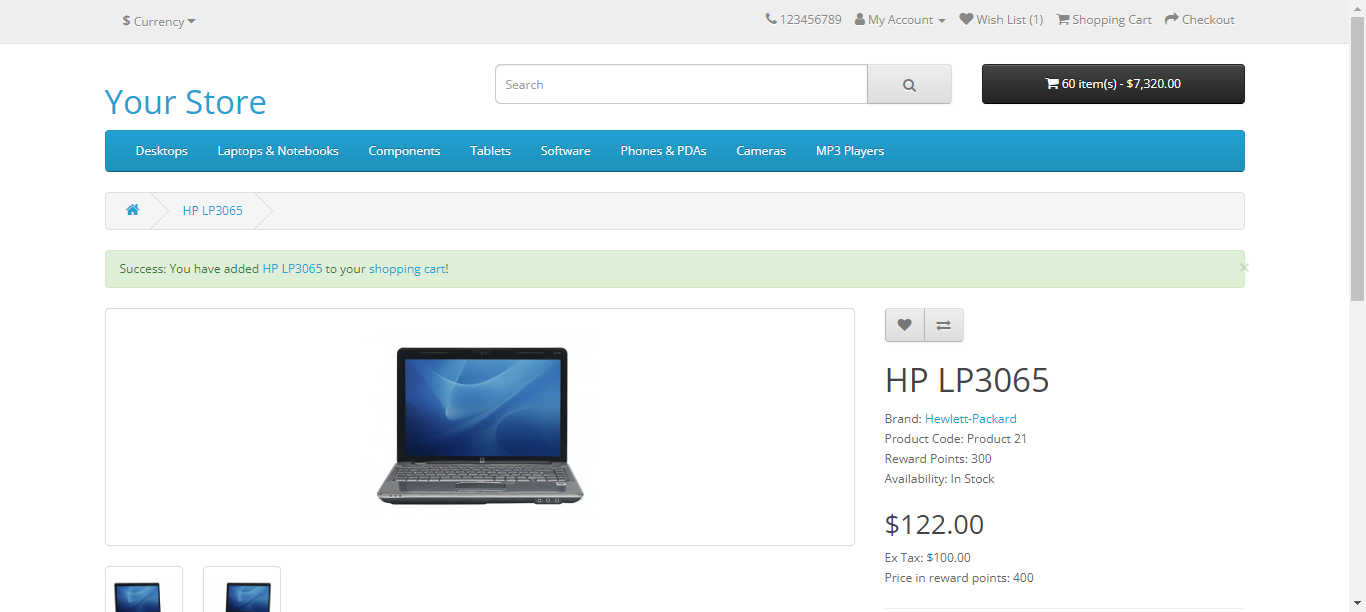 $ Currency
123456789 My Account Wish List (1) Shopping Cart Checkout
Your Store
Search
60 item(s) - $7,320.00
Desktops Laptops & Notebooks Components Tablets Software Phones & PDAs Cameras MP3 Players
HP LP3065
Success: You have added HP LP3065 to your shopping cart!
×
HP LP3065
Brand: Hewlett-Packard
Product Code: Product 21
Reward Points: 300
Availability: In Stock
$122.00
Ex Tax: $100.00
Price in reward points: 400